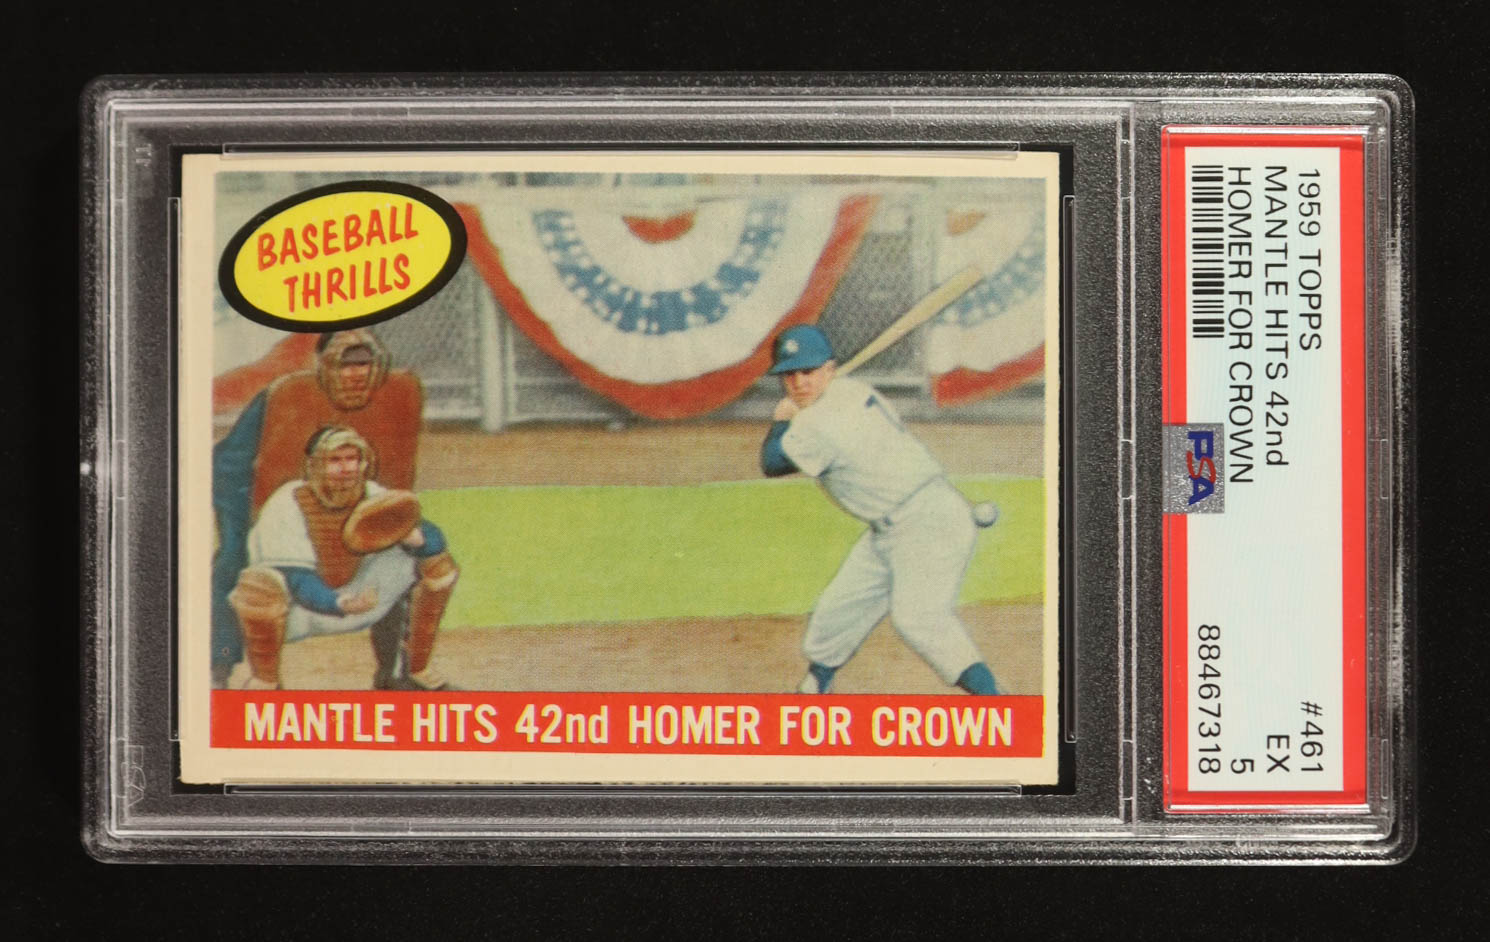 BASEBALL
THRILLS
MANTLE HITS 42nd HOMER FOR CROWN
1959 TOPPS #461
MANTLE HITS 42nd EX
HOMER FOR CROWN 5
88467318
PSA